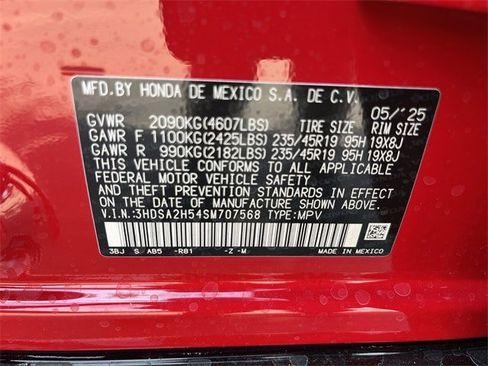 MFD.BY HONDA DE MEXICO S.A. DE C.V. 05/'25
GVWR 2090KG(4607LBS) TIRE SIZE RIM SIZE
GAWR F 1100KG(2425LBS) 235/45R19 95H 19X8J
GAWR R 990KG(2182LBS) 235/45R19 95H 19X8J
THIS VEHICLE CONFORMS TO ALL APPLICABLE
FEDERAL MOTOR VEHICLE SAFETY
AND THEFT PREVENTION STANDARDS IN EFFECT
ON THE DATE OF MANUFACTURE SHOWN ABOVE.
V.I.N.:3HDSA2H54SM707568 TYPE:MPV
3BJ S AB5 -R81 -Z -M MADE IN MEXICO